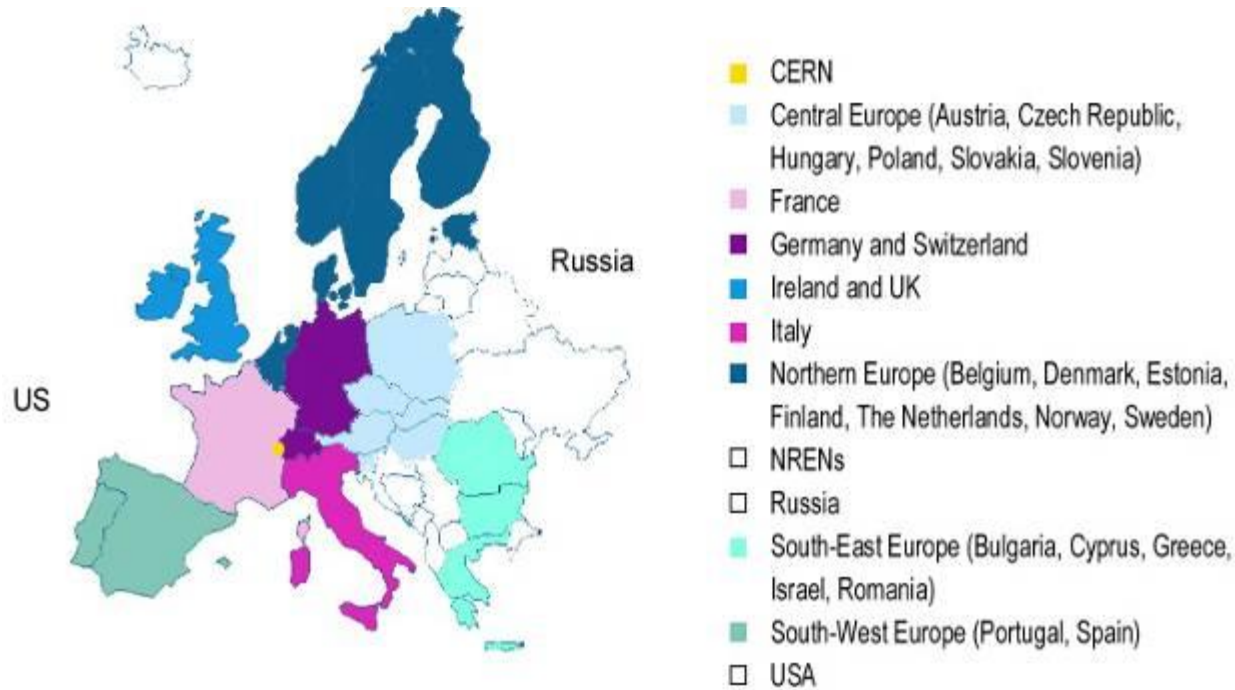 Russia
US
CERN
Central Europe (Austria, Czech Republic,
Hungary, Poland, Slovakia, Slovenia)
France
Germany and Switzerland
Ireland and UK
Italy
Northern Europe (Belgium, Denmark, Estonia,
Finland, The Netherlands, Norway, Sweden)
NRENs
Russia
South-East Europe (Bulgaria, Cyprus, Greece,
Israel, Romania)
South-West Europe (Portugal, Spain)
USA